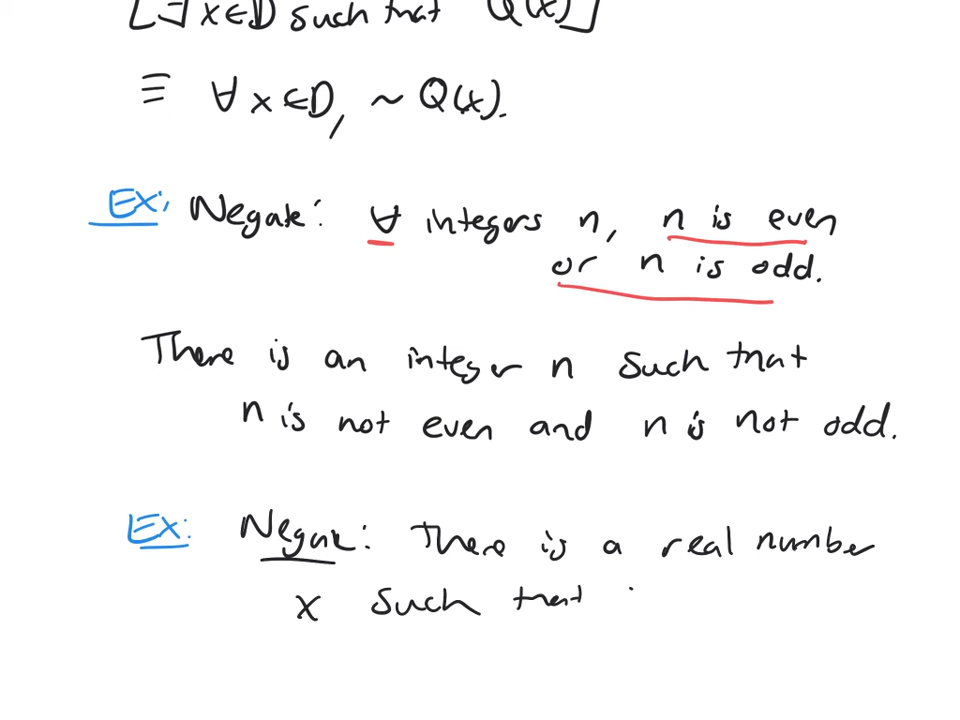 [∃ x∈D such that Q(x)]
≡ ∀ x∈D, ~ Q(x).
Ex: Negate: ∀ integers n, n is even
or n is odd.
There is an integer n such that
n is not even and n is not odd.
Ex: Negate: There is a real number
x such that